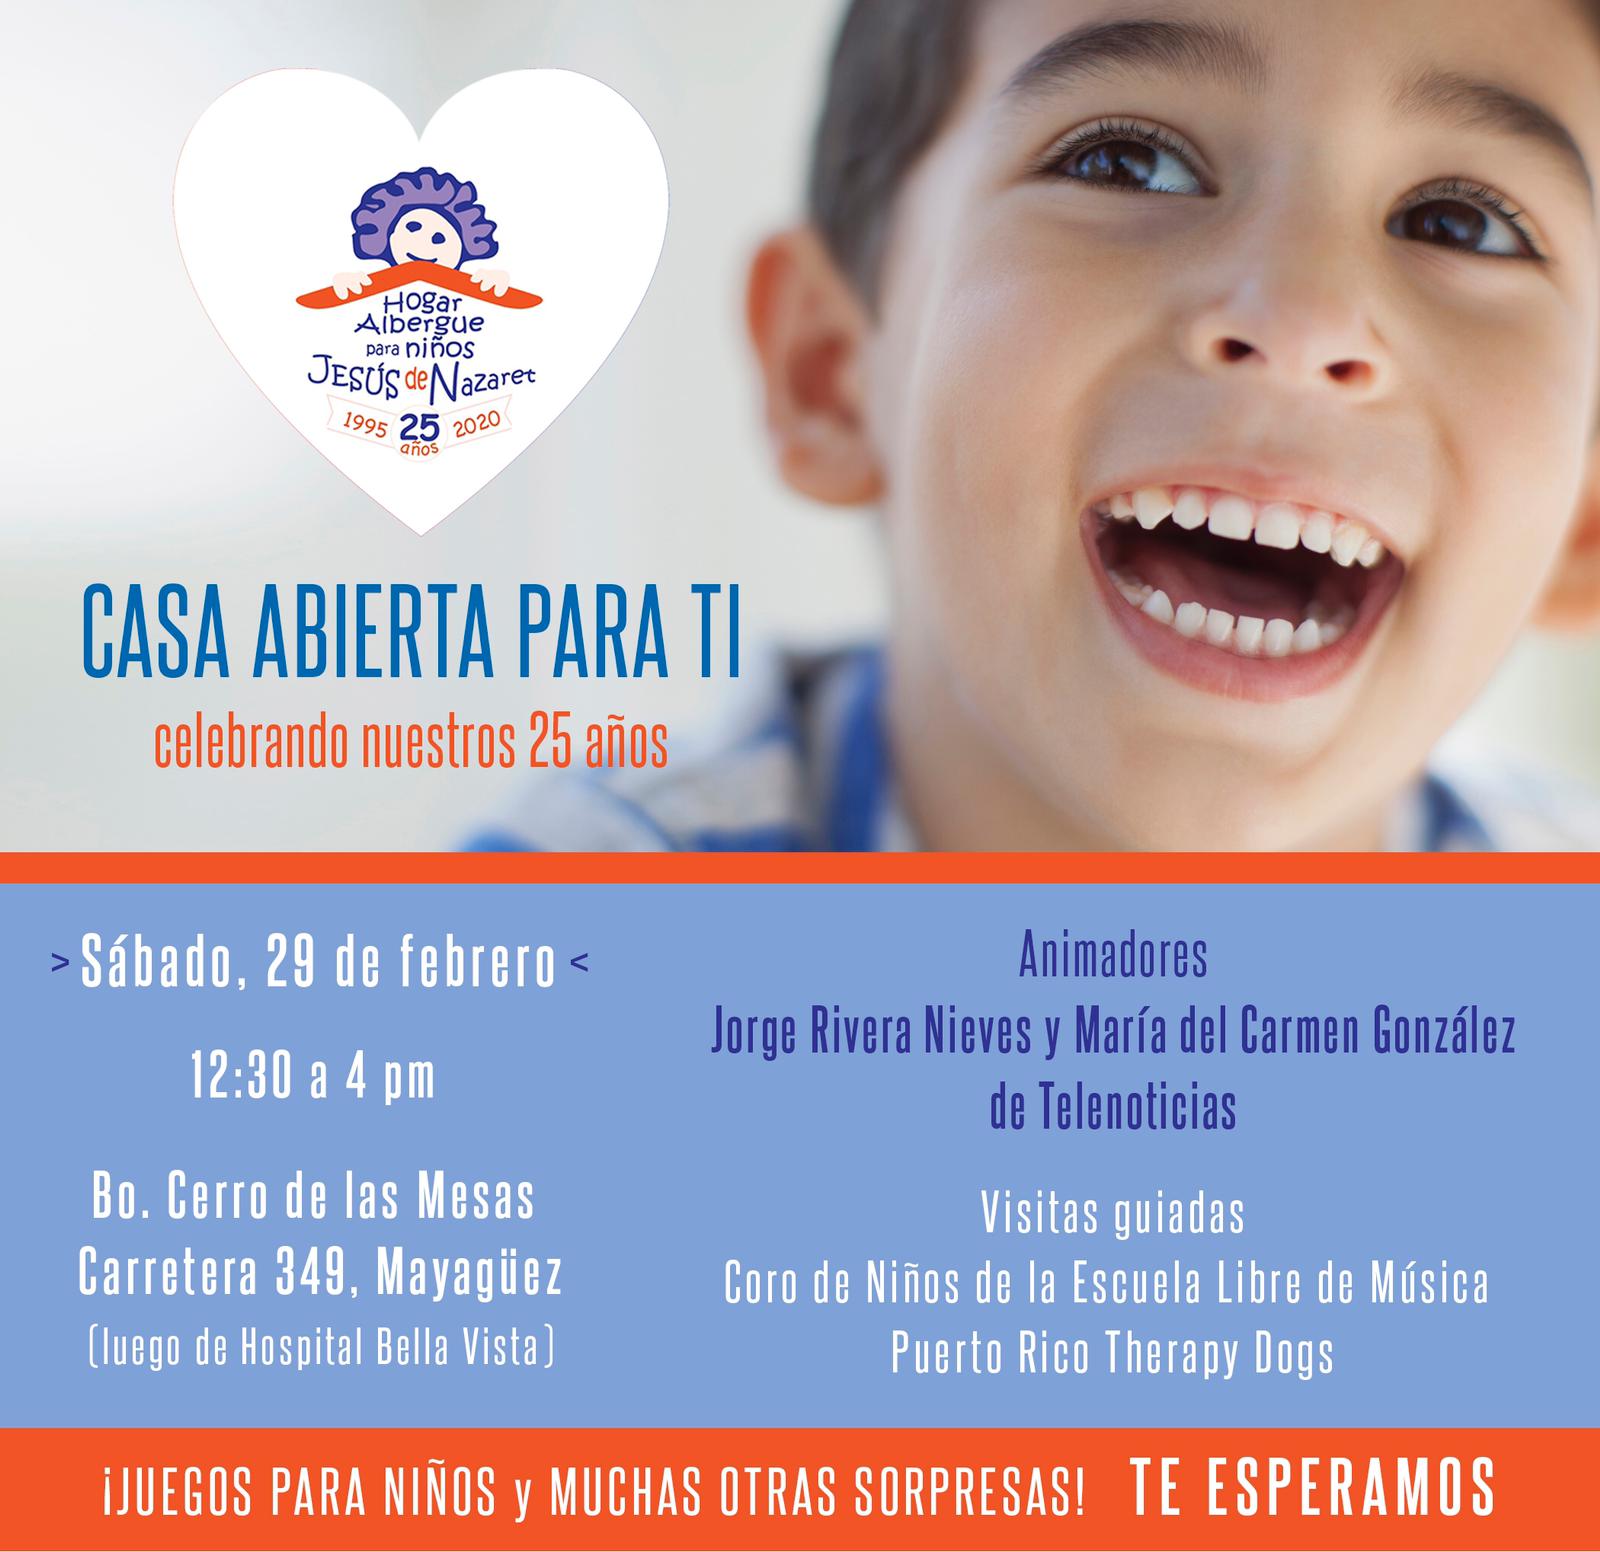 Hogar
Albergue
para niños
JESÚS de Nazaret
1995 25 años 2020
CASA ABIERTA PARA TI
celebrando nuestros 25 años
> Sábado, 29 de febrero <
12:30 a 4 pm
Bo. Cerro de las Mesas
Carretera 349, Mayagüez
(luego de Hospital Bella Vista)
Animadores
Jorge Rivera Nieves y María del Carmen González
de Telenoticias
Visitas guiadas
Coro de Niños de la Escuela Libre de Música
Puerto Rico Therapy Dogs
¡JUEGOS PARA NIÑOS y MUCHAS OTRAS SORPRESAS! TE ESPERAMOS